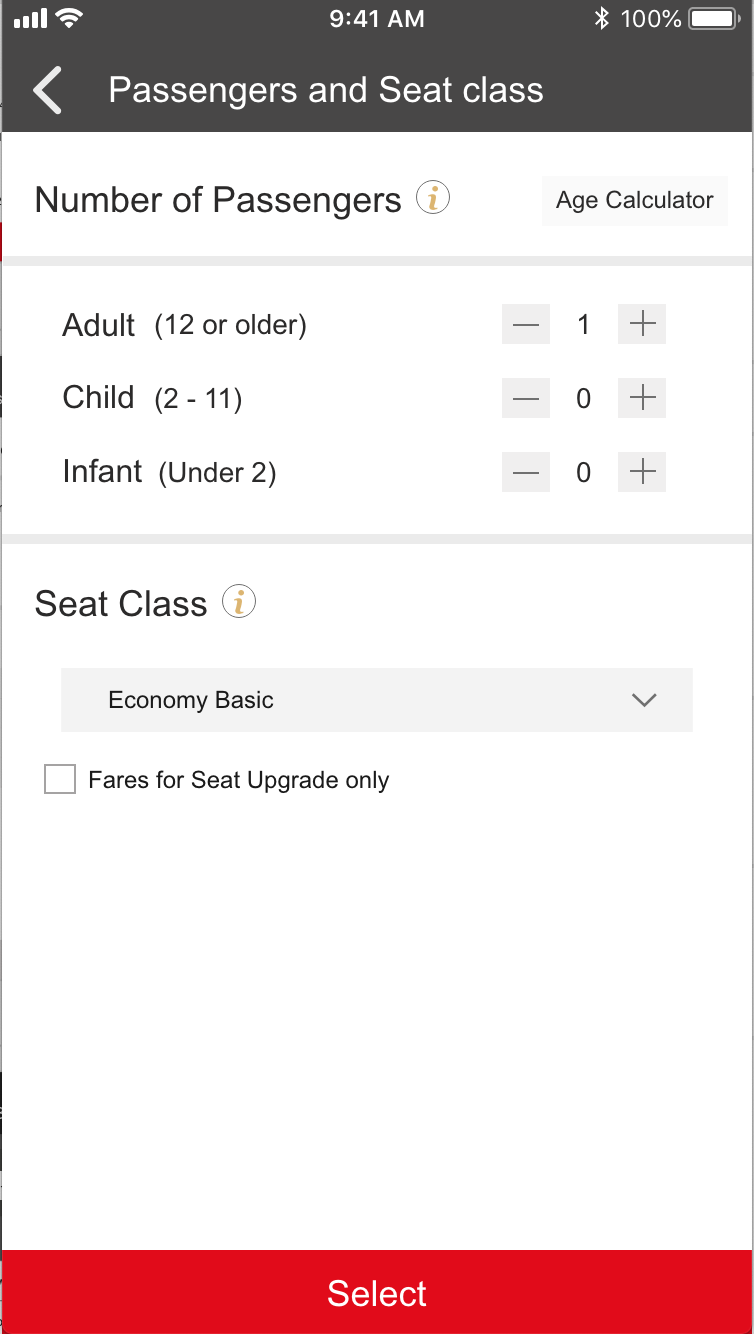 9:41 AM 100%
Passengers and Seat class
Number of Passengers i Age Calculator
Adult (12 or older) — 1 +
Child (2 - 11) — 0 +
Infant (Under 2) — 0 +
Seat Class i
Economy Basic
Fares for Seat Upgrade only
Select